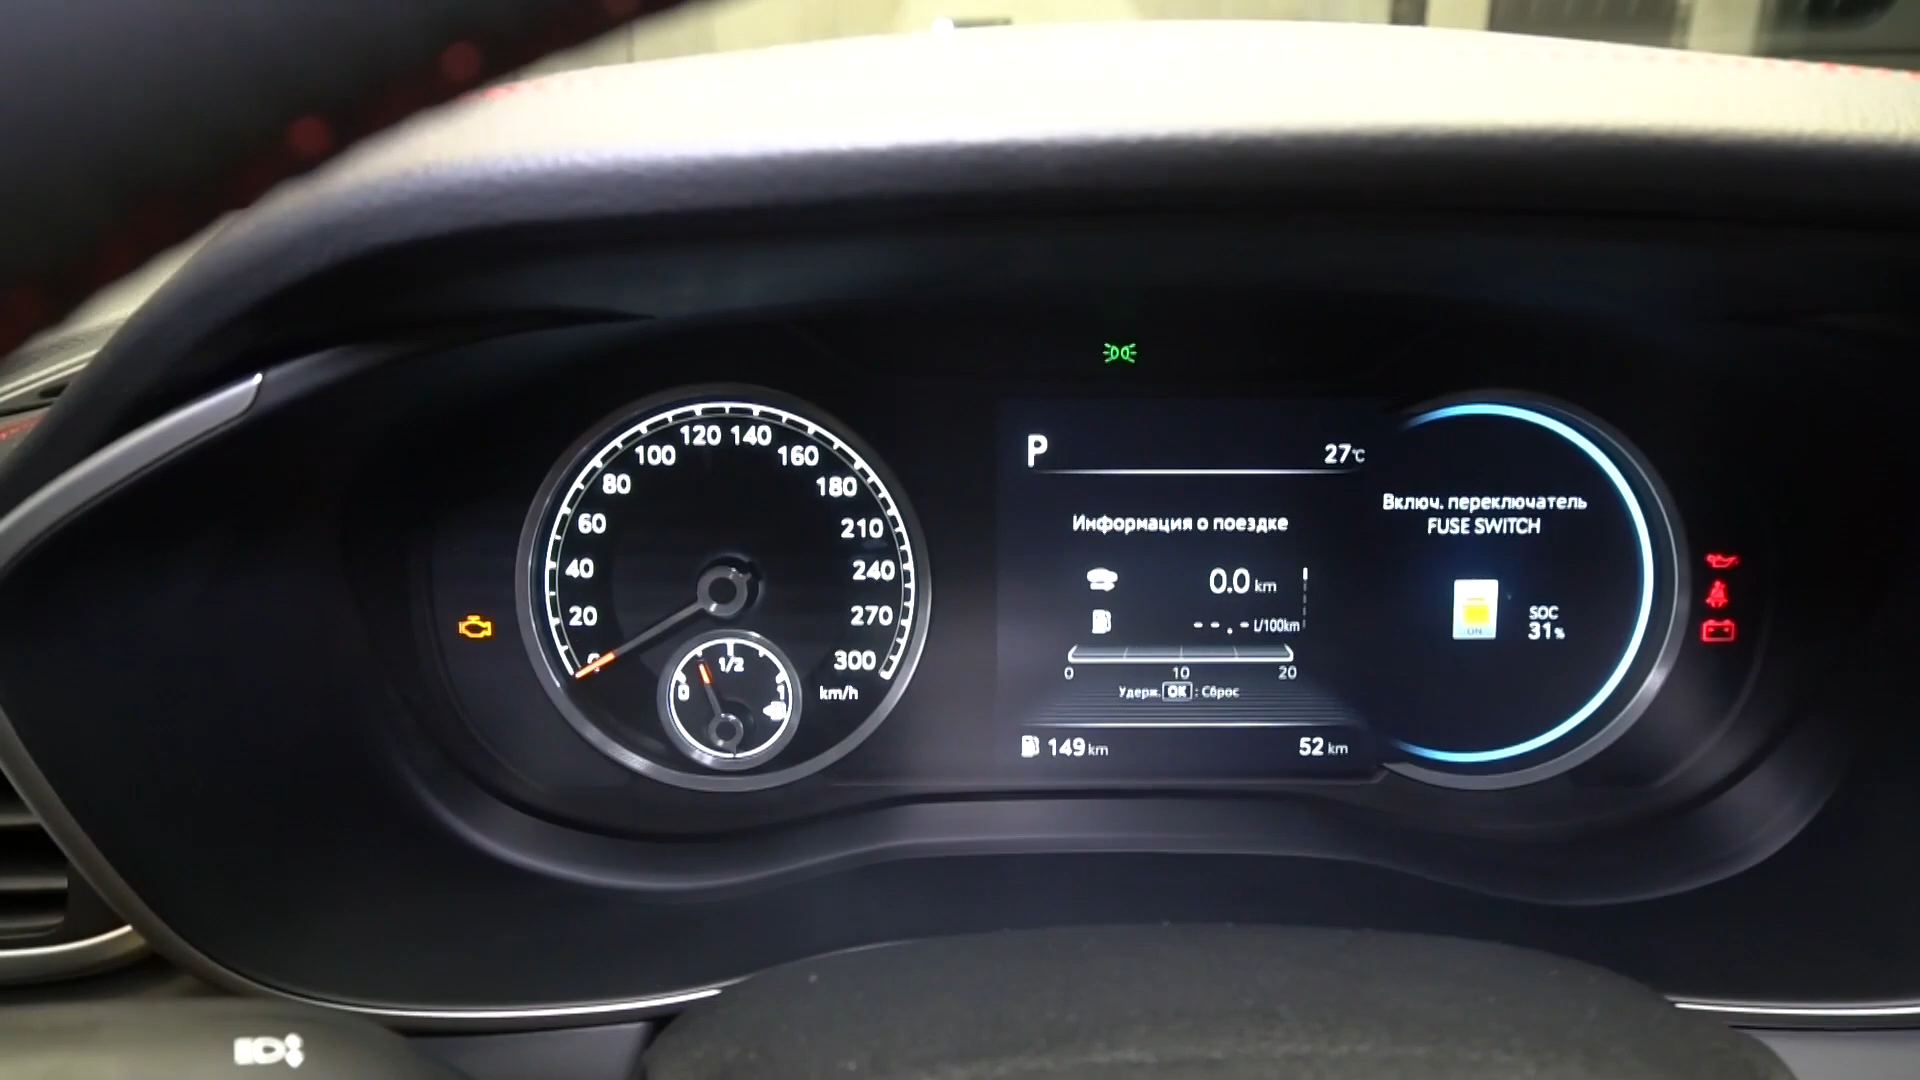 120 140
100 160
80 180
60 210
40 240
20 270
0 300
1/2
0 1
km/h
P
27°C
Информация о поездке
0.0 km
--.- L/100km
0 10 20
Удерж. OK : Сброс
149 km
52 km
Включ. переключатель
FUSE SWITCH
ON
SOC
31%